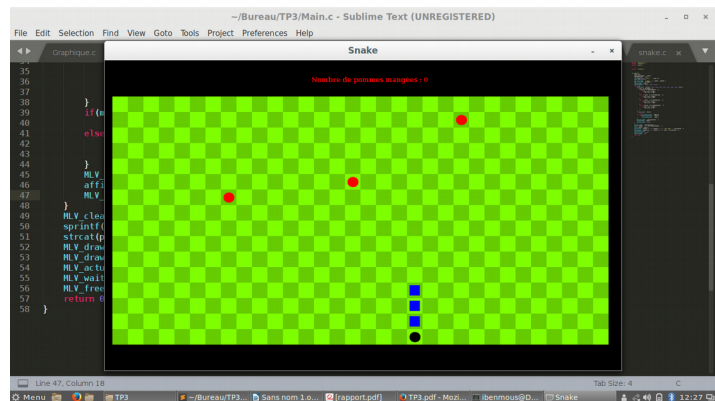 ~/Bureau/TP3/Main.c - Sublime Text (UNREGISTERED)
File Edit Selection Find View Goto Tools Project Preferences Help
Graphique.c
Snake
snake.c
Nombre de pommes mangées : 0
35
36
37
38 }
39 if(m
40
41 else
42
43
44 }
45 MLV_
46 affi
47 MLV_
48 }
49 MLV_clea
50 sprintf(
51 strcat(p
52 MLV_draw
53 MLV_draw
54 MLV_actu
55 MLV_wait
56 MLV_free
57 return 0
58 }
Line 47, Column 18
Tab Size: 4
C
Menu
TP3
~/Bureau/TP3...
Sans nom 1.o...
[rapport.pdf]
TP3.pdf - Mozi...
ibenmous@D...
Snake
12:27